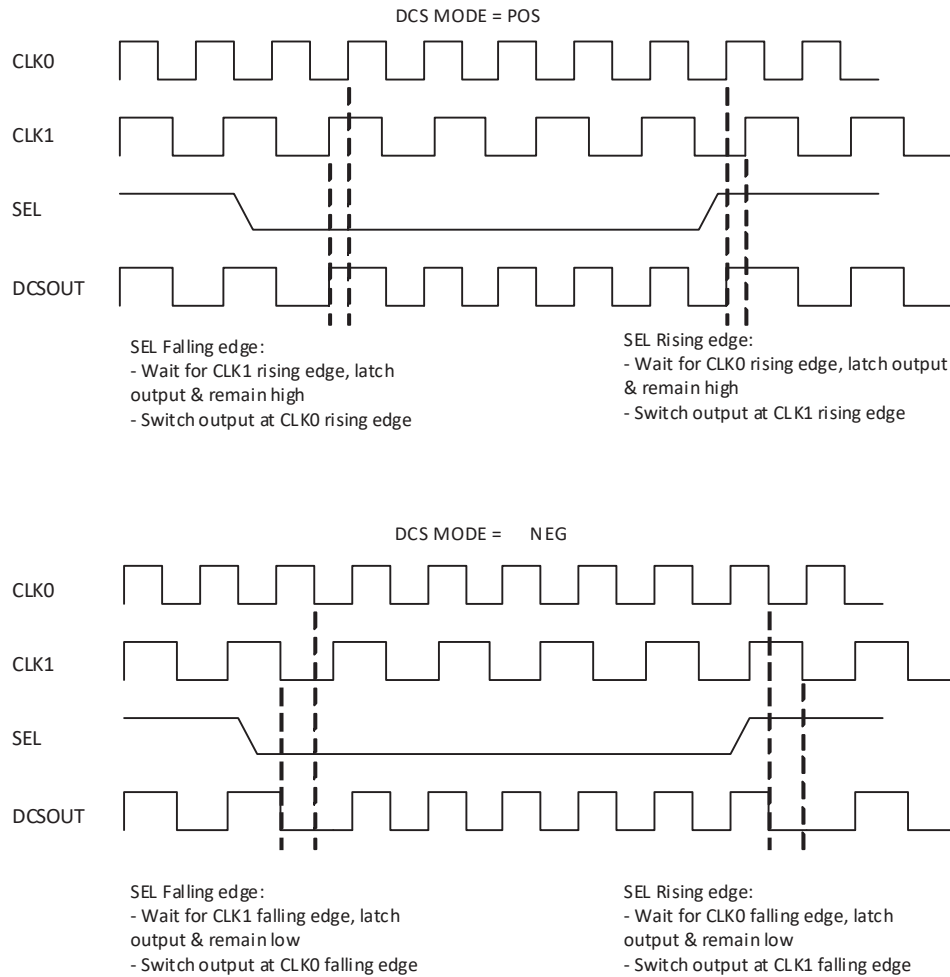 DCS MODE = POS
CLK0
CLK1
SEL
DCSOUT
SEL Falling edge:
- Wait for CLK1 rising edge, latch
output & remain high
- Switch output at CLK0 rising edge
SEL Rising edge:
- Wait for CLK0 rising edge, latch output
& remain high
- Switch output at CLK1 rising edge
DCS MODE = NEG
CLK0
CLK1
SEL
DCSOUT
SEL Falling edge:
- Wait for CLK1 falling edge, latch
output & remain low
- Switch output at CLK0 falling edge
SEL Rising edge:
- Wait for CLK0 falling edge, latch
output & remain low
- Switch output at CLK1 falling edge